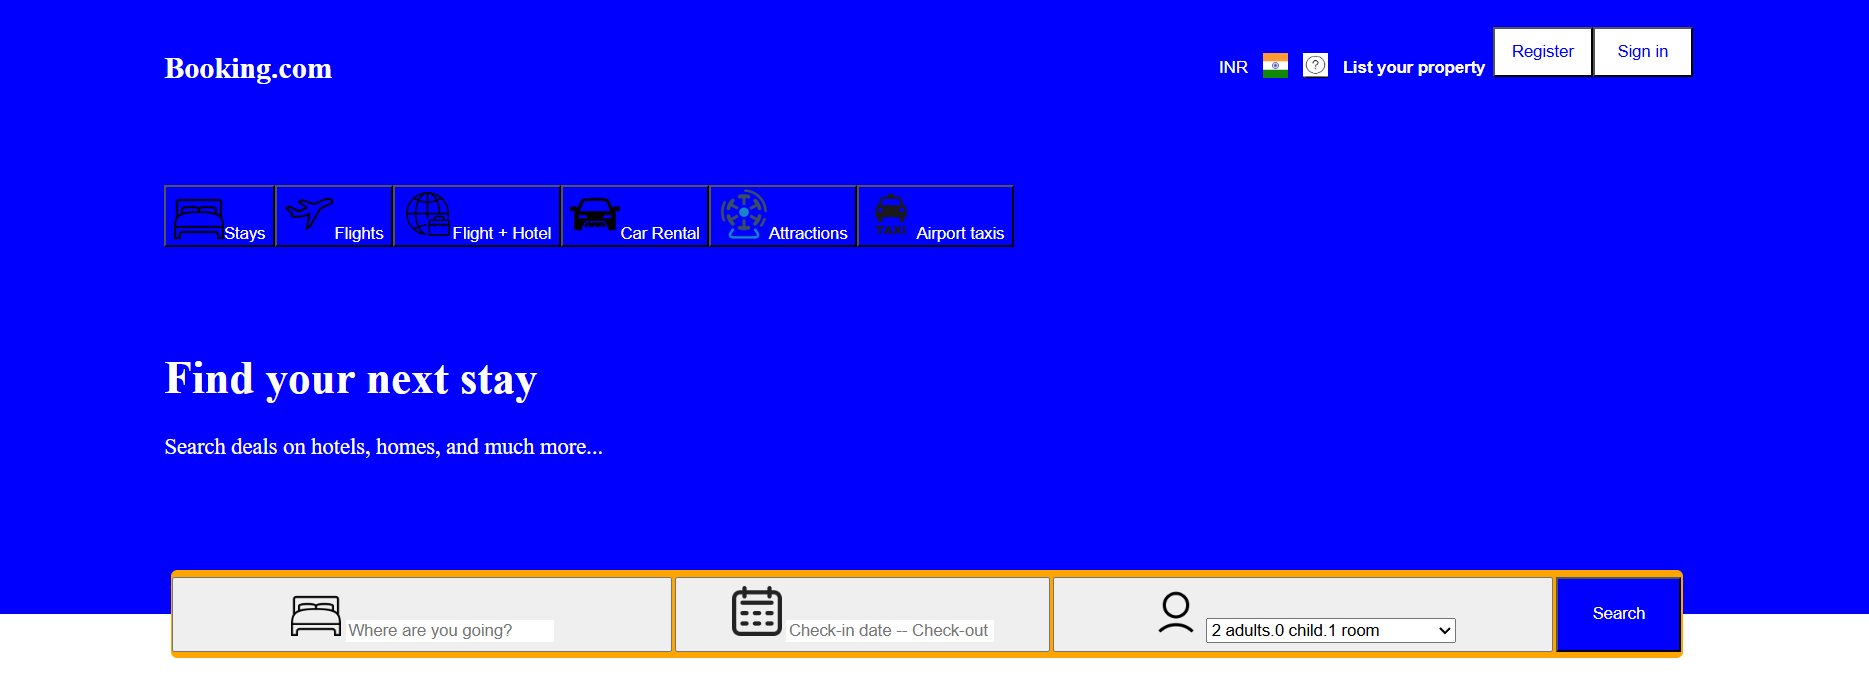 Booking.com
INR
?
List your property
Register
Sign in
Stays
Flights
Flight + Hotel
Car Rental
Attractions
TAXI
Airport taxis
Find your next stay
Search deals on hotels, homes, and much more...
Where are you going?
Check-in date -- Check-out
2 adults.0 child.1 room
Search